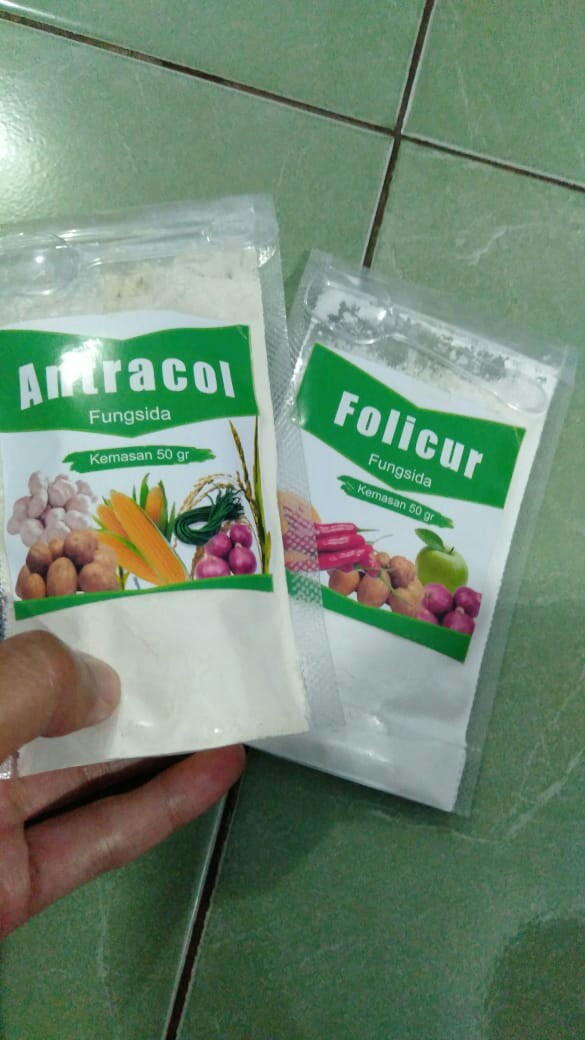 Antracol
Fungsida
Kemasan 50 gr
Folicur
Fungsida
Kemasan 50 gr